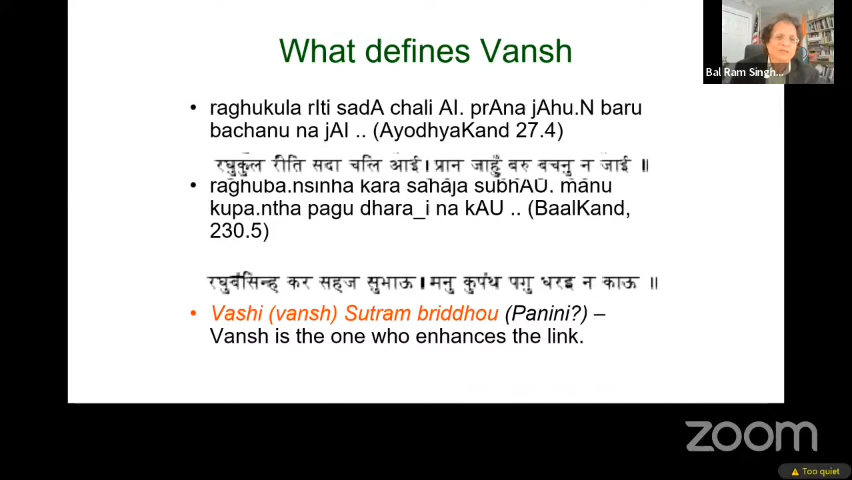 What defines Vansh
• raghukula rIti sadA chali AI. prAna jAhu.N baru
bachanu na jAI .. (AyodhyaKand 27.4)
रघुकुल रीति सदा चलि आई। प्रान जाहुँ बरु बचनु न जाई ॥
• raghuba.nsinha kara sahaja subhAU. manu
kupa.ntha pagu dhara_i na kAU .. (BaalKand,
230.5)
रघुबंसिन्ह कर सहज सुभाऊ। मनु कुपंथ पगु धरइ न काऊ ॥
• Vashi (vansh) Sutram briddhou (Panini?) –
Vansh is the one who enhances the link.
Bal Ram Singh...
zoom
Too quiet